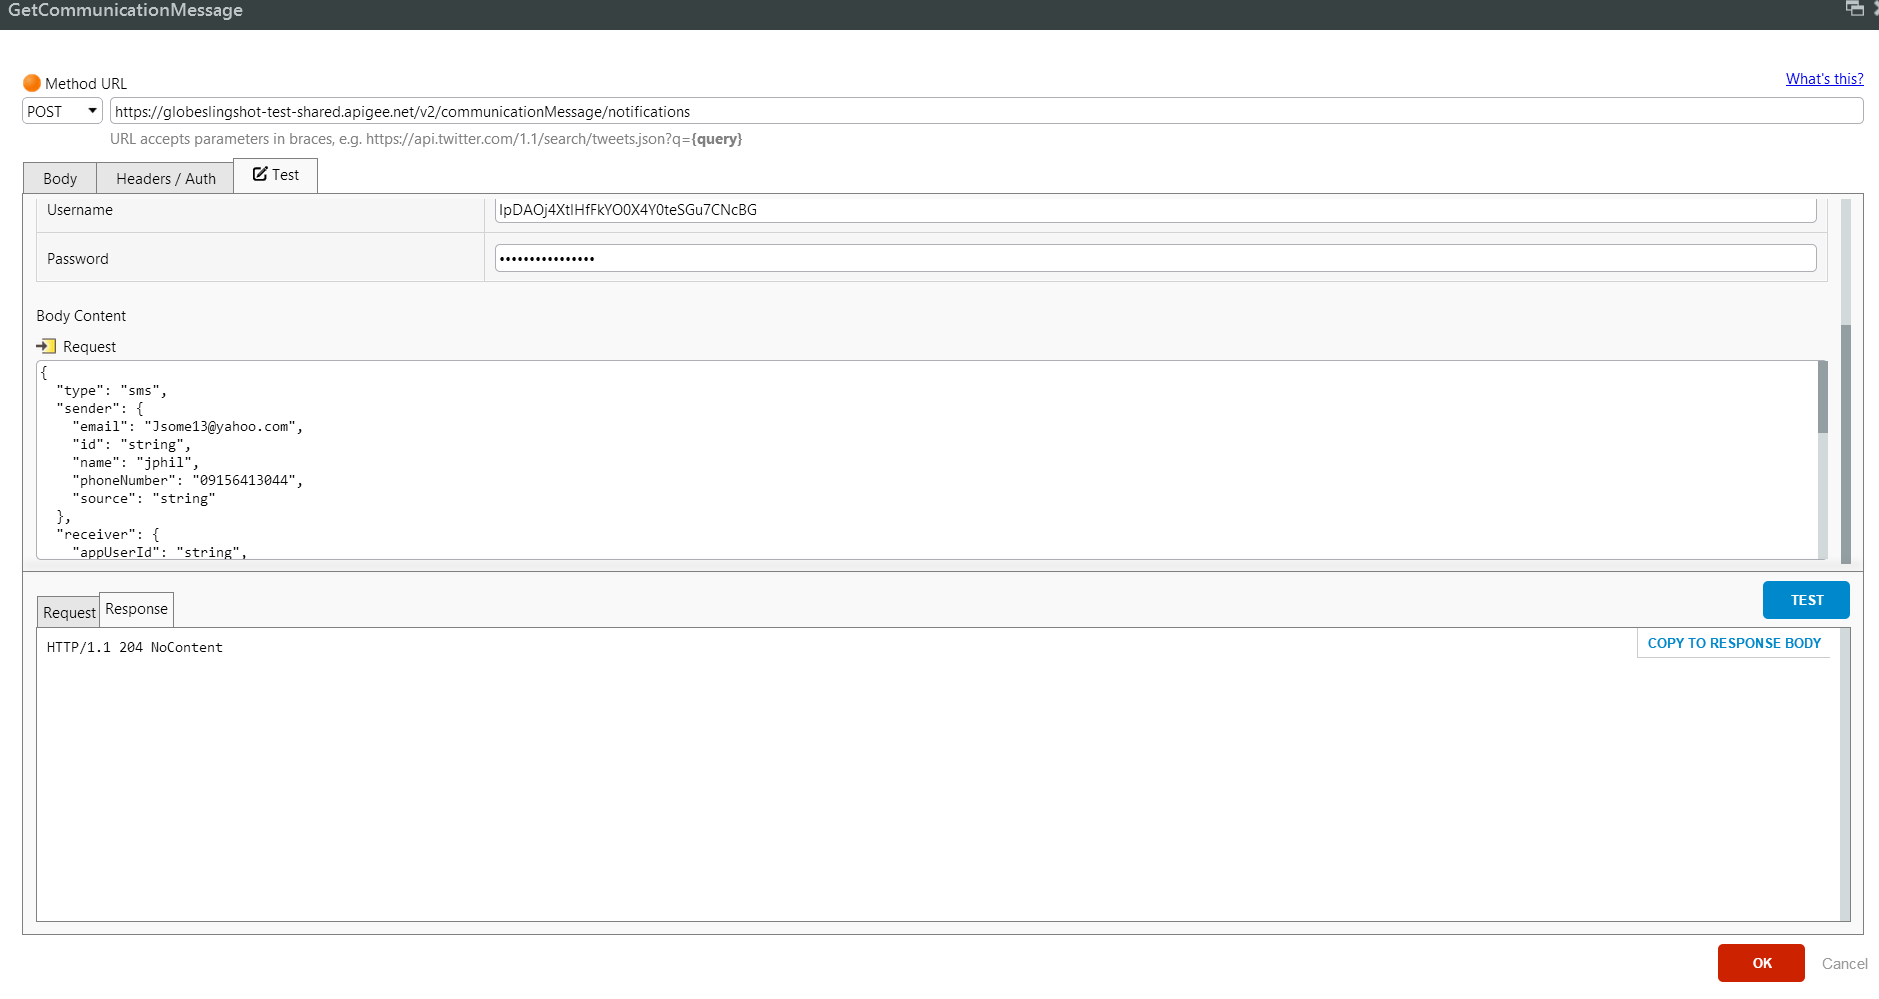 GetCommunicationMessage
Method URL
What's this?
POST
https://globeslingshot-test-shared.apigee.net/v2/communicationMessage/notifications
URL accepts parameters in braces, e.g. https://api.twitter.com/1.1/search/tweets.json?q={query}
Body
Headers / Auth
Test
Username
IpDAOj4XtlHfFkYO0X4Y0teSGu7CNcBG
Password
••••••••••••••••
Body Content
Request
{
"type": "sms",
"sender": {
"email": "Jsome13@yahoo.com",
"id": "string",
"name": "jphil",
"phoneNumber": "09156413044",
"source": "string"
},
"receiver": {
"appUserId": "string",
Request
Response
TEST
HTTP/1.1 204 NoContent
COPY TO RESPONSE BODY
OK
Cancel